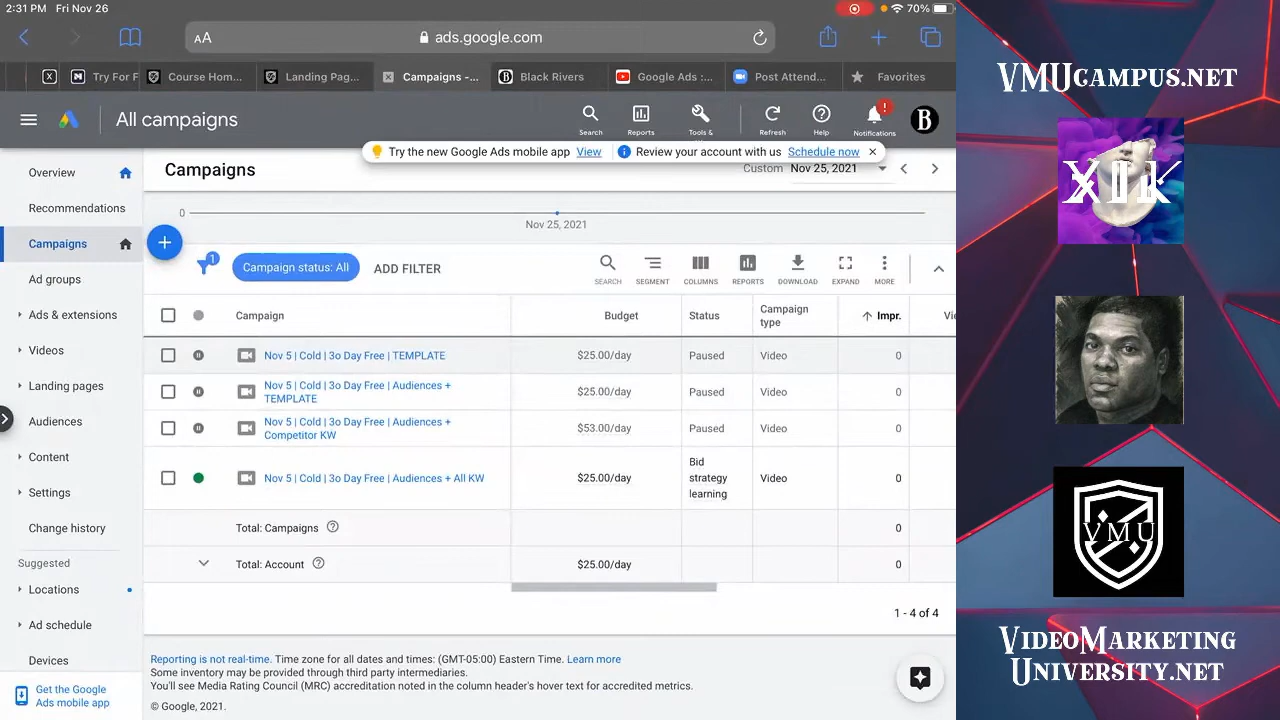 2:31 PM Fri Nov 26
70%
AA
ads.google.com
Try For F
Course Hom...
Landing Pag...
Campaigns -...
Black Rivers
Google Ads :...
Post Attend...
Favorites
All campaigns
Search
Reports
Tools &
Refresh
Help
Notifications
Try the new Google Ads mobile app View
Review your account with us Schedule now
Campaigns
Custom Nov 25, 2021
0
Nov 25, 2021
Overview
Recommendations
Campaigns
Ad groups
Ads & extensions
Videos
Landing pages
Audiences
Content
Settings
Change history
Suggested
Locations
Ad schedule
Devices
Get the Google
Ads mobile app
1
Campaign status: All
ADD FILTER
SEARCH
SEGMENT
COLUMNS
REPORTS
DOWNLOAD
EXPAND
MORE
Campaign
Budget
Status
Campaign
type
Impr.
Nov 5 | Cold | 3o Day Free | TEMPLATE
$25.00/day
Paused
Video
0
Nov 5 | Cold | 3o Day Free | Audiences +
TEMPLATE
$25.00/day
Paused
Video
0
Nov 5 | Cold | 3o Day Free | Audiences +
Competitor KW
$53.00/day
Paused
Video
0
Nov 5 | Cold | 3o Day Free | Audiences + All KW
$25.00/day
Bid
strategy
learning
Video
0
Total: Campaigns
0
Total: Account
$25.00/day
0
1 - 4 of 4
Reporting is not real-time. Time zone for all dates and times: (GMT-05:00) Eastern Time. Learn more
Some inventory may be provided through third party intermediaries.
You'll see Media Rating Council (MRC) accreditation noted in the column header's hover text for accredited metrics.
© Google, 2021.
VMUcampus.net
XIK
VMU
VideoMarketing
University.net